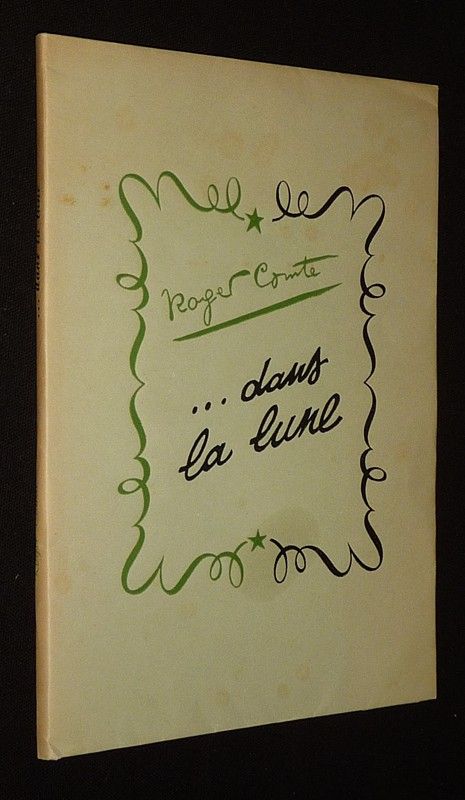 Roger Comte
... dans
la lune